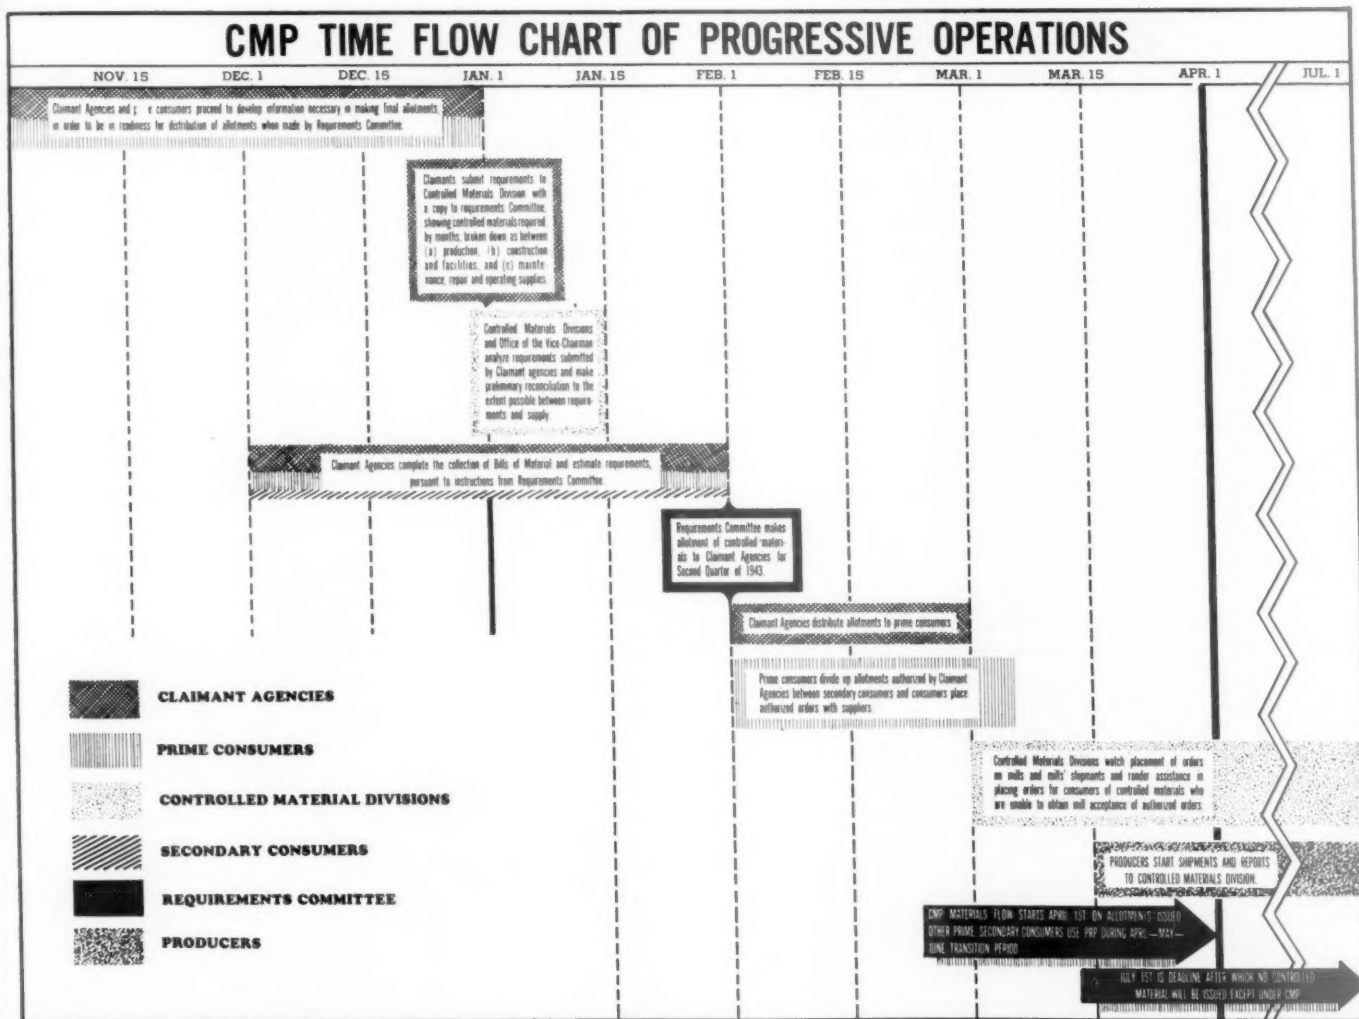 CMP TIME FLOW CHART OF PROGRESSIVE OPERATIONS
NOV. 15 DEC. 1 DEC. 15 JAN. 1 JAN. 15 FEB. 1 FEB. 15 MAR. 1 MAR. 15 APR. 1 JUL. 1
Claimant Agencies and p e consumers proceed to develop information necessary in making final allotments
in order to be in readiness for distribution of allotments when made by Requirements Committee.
Claimants submit requirements to
Controlled Materials Division with
a copy to requirements Committee,
showing controlled materials required,
by months, broken down as between
(a) production, (b) construction
and facilities, and (c) mainte-
nance, repair and operating supplies.
Controlled Materials Divisions
and Office of the Vice-Chairman
analyze requirements submitted
by Claimant agencies and make
preliminary reconciliation to the
extent possible between require-
ments and supply
Claimant Agencies complete the collection of Bills of Material and estimate requirements,
pursuant to instructions from Requirements Committee.
Requirements Committee makes
allotment of controlled materi-
als to Claimant Agencies for
Second Quarter of 1943.
Claimant Agencies distribute allotments to prime consumers
Prime consumers divide up allotments authorized by Claimant
Agencies between secondary consumers and consumers place
authorized orders with suppliers.
CLAIMANT AGENCIES
PRIME CONSUMERS
CONTROLLED MATERIAL DIVISIONS
SECONDARY CONSUMERS
REQUIREMENTS COMMITTEE
PRODUCERS
Controlled Materials Divisions watch placement of orders
on mills and mills' shipments and render assistance in
placing orders for consumers of controlled materials who
are unable to obtain mill acceptance of authorized orders.
PRODUCERS START SHIPMENTS AND REPORTS
TO CONTROLLED MATERIALS DIVISION.
CMP MATERIALS FLOW STARTS APRIL 1ST ON ALLOTMENTS ISSUED
OTHER PRIME, SECONDARY CONSUMERS USE PRP DURING APRIL—MAY—
JUNE TRANSITION PERIOD
JULY 1ST IS DEADLINE AFTER WHICH NO CONTROLLED
MATERIAL WILL BE ISSUED EXCEPT UNDER CMP